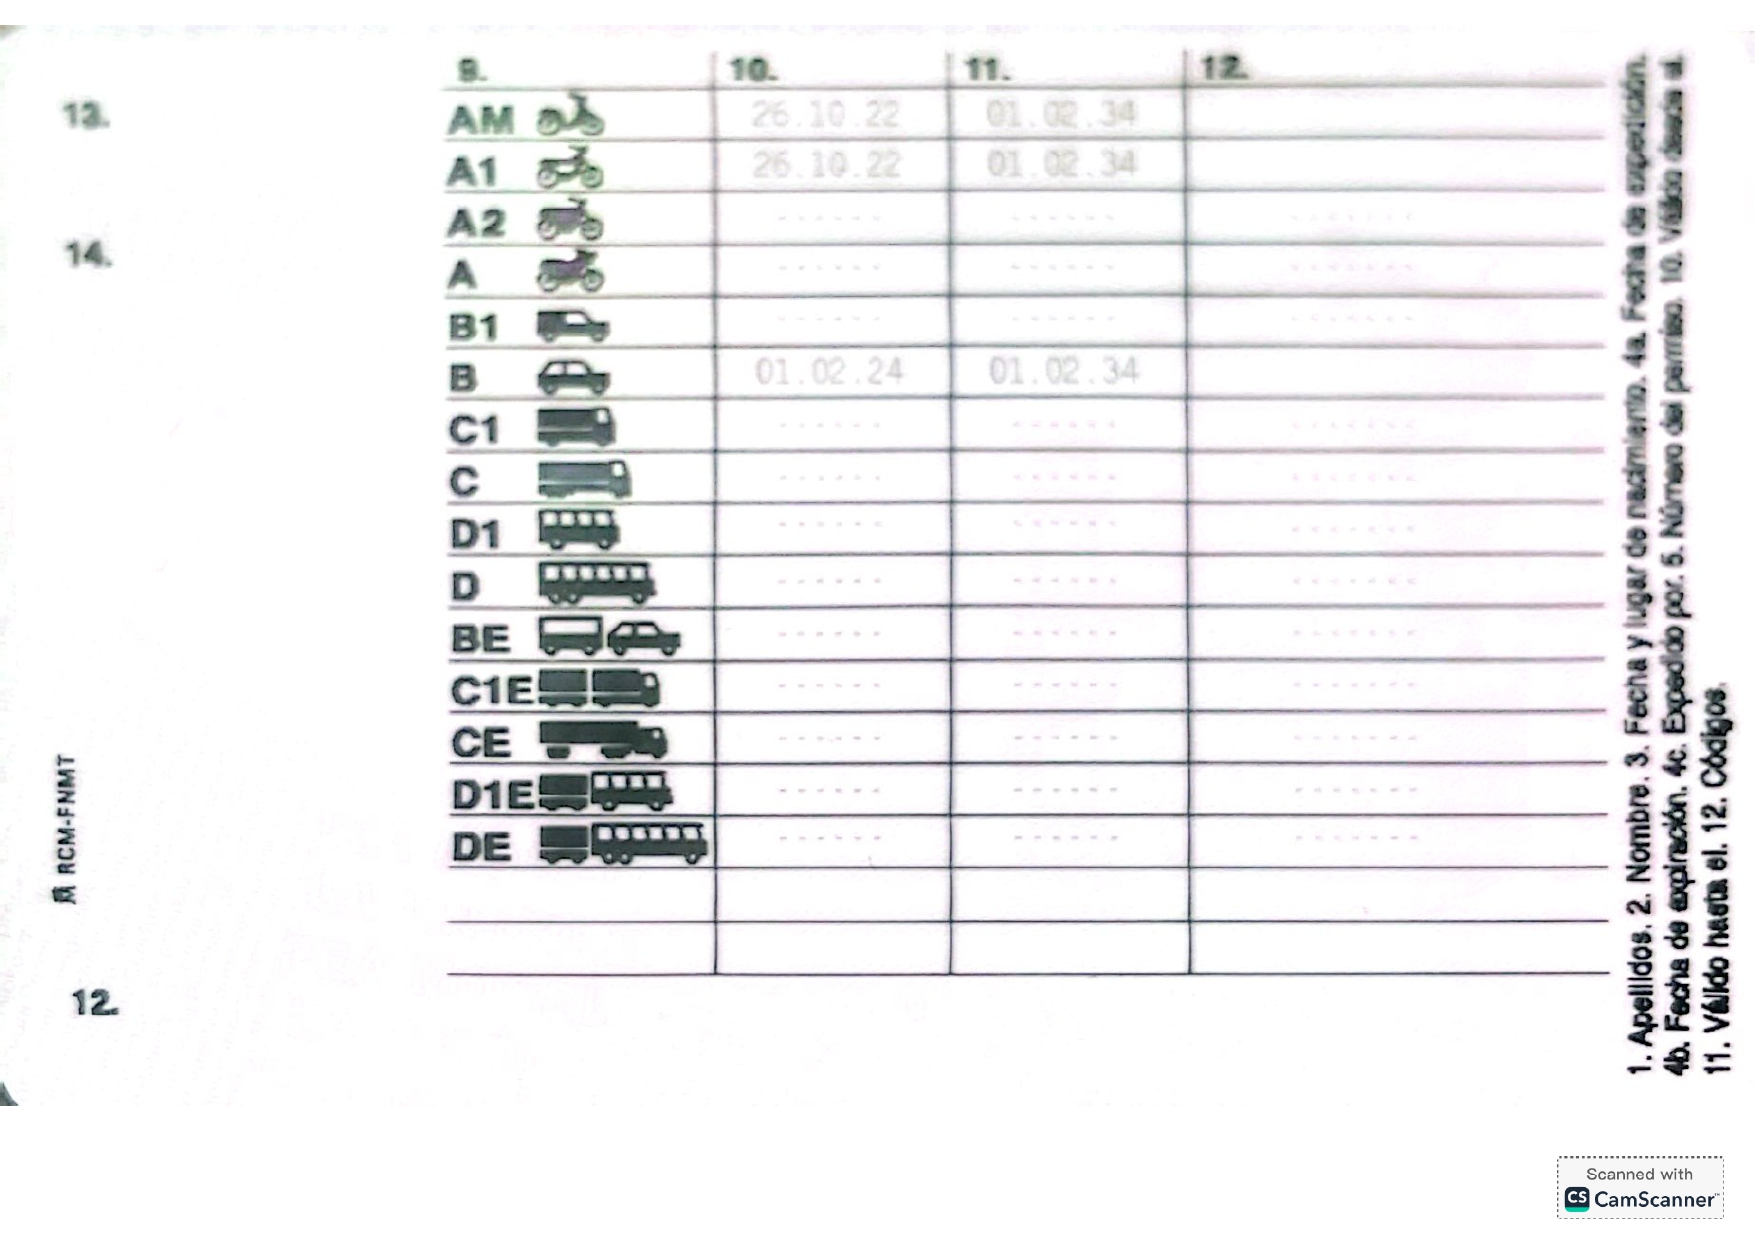 9. 10. 11. 12.
13.
AM 26.10.22 01.02.34
A1 26.10.22 01.02.34
A2 ------ ------ -------
14.
A ------ ------ -------
B1 ------ ------ -------
B 01.02.24 01.02.34
C1 ------ ------ -------
C ------ ------ -------
D1 ------ ------ -------
D ------ ------ -------
BE ------ ------ -------
C1E ------ ------ -------
CE ------ ------ -------
D1E ------ ------ -------
DE ------ ------ -------
RCM-FNMT
12.
1. Apellidos. 2. Nombre. 3. Fecha y lugar de nacimiento. 4a. Fecha de expedición.
4b. Fecha de expiración. 4c. Expedido por. 5. Número del permiso. 10. Válido desde el.
11. Válido hasta el. 12. Códigos.
Scanned with
CS CamScanner